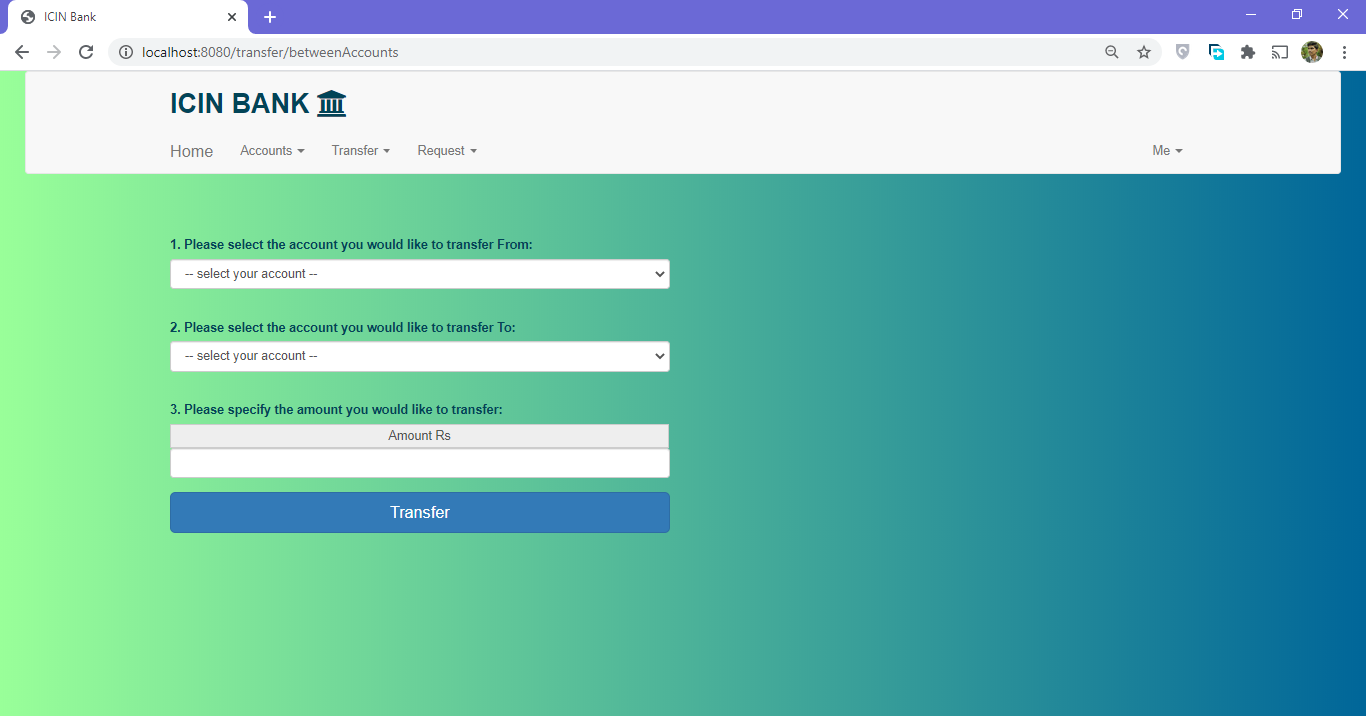 ICIN Bank
localhost:8080/transfer/betweenAccounts
ICIN BANK
Home Accounts Transfer Request Me
1. Please select the account you would like to transfer From:
-- select your account --
2. Please select the account you would like to transfer To:
-- select your account --
3. Please specify the amount you would like to transfer:
Amount Rs
Transfer